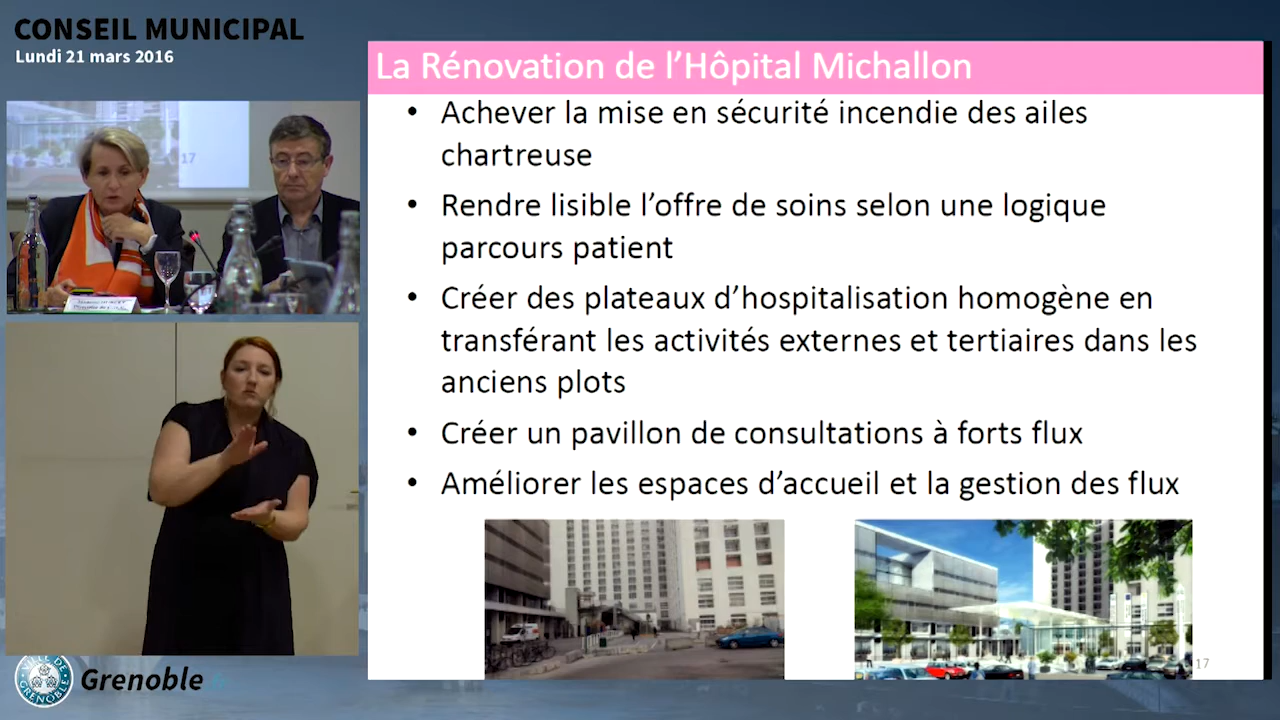 CONSEIL MUNICIPAL
Lundi 21 mars 2016
La Rénovation de l'Hôpital Michallon
• Achever la mise en sécurité incendie des ailes
chartreuse
• Rendre lisible l'offre de soins selon une logique
parcours patient
• Créer des plateaux d'hospitalisation homogène en
transférant les activités externes et tertiaires dans les
anciens plots
• Créer un pavillon de consultations à forts flux
• Améliorer les espaces d'accueil et la gestion des flux
17
17
VILLE DE
GRENOBLE
Grenoble